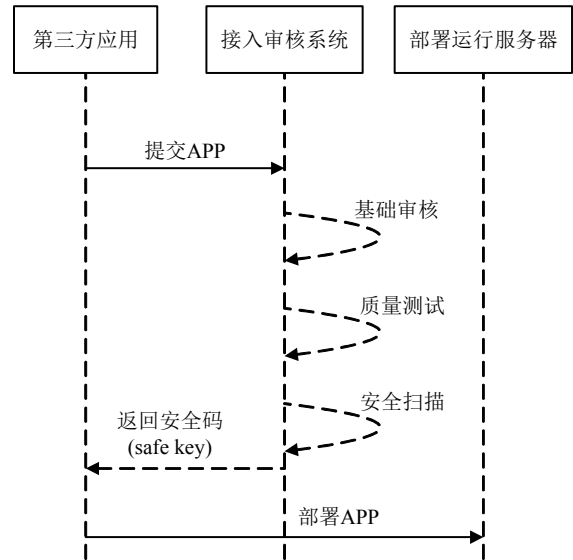 第三方应用
接入审核系统
部署运行服务器
提交APP
基础审核
质量测试
安全扫描
返回安全码
(safe key)
部署APP